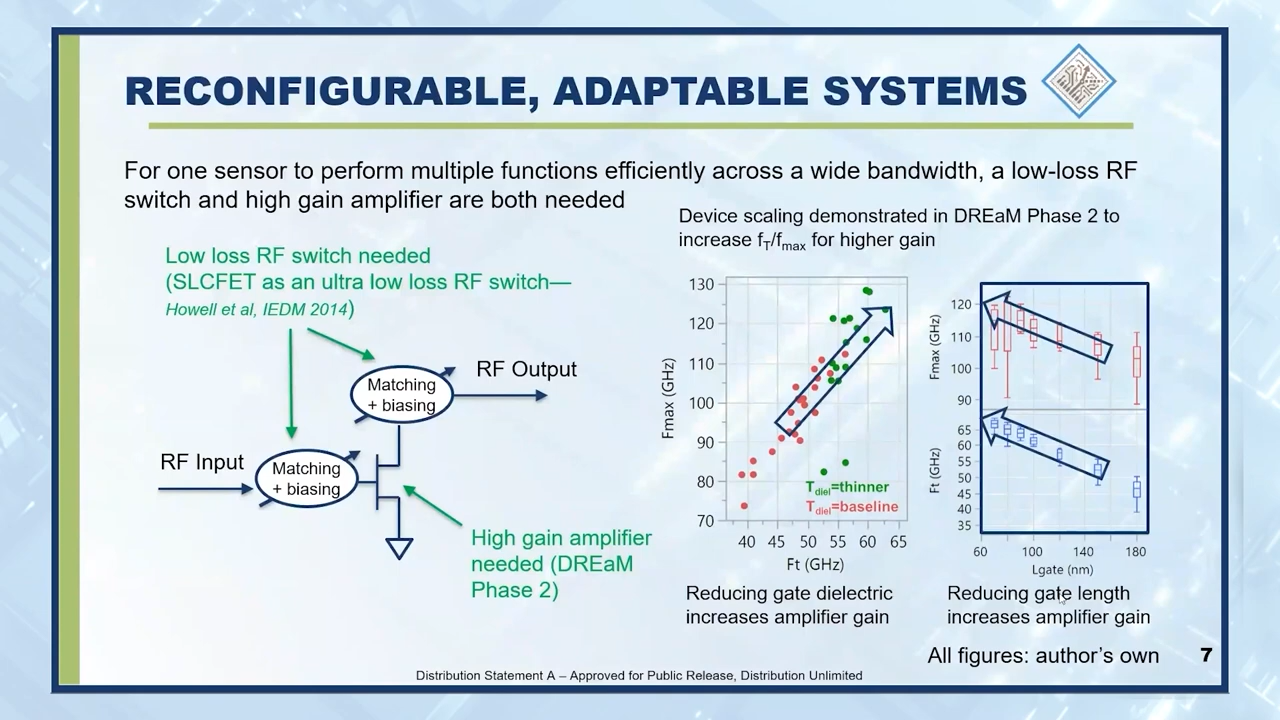 RECONFIGURABLE, ADAPTABLE SYSTEMS
For one sensor to perform multiple functions efficiently across a wide bandwidth, a low-loss RF
switch and high gain amplifier are both needed
Low loss RF switch needed
(SLCFET as an ultra low loss RF switch—
Howell et al, IEDM 2014)
RF Output
Matching
+ biasing
RF Input
Matching
+ biasing
High gain amplifier
needed (DREaM
Phase 2)
Device scaling demonstrated in DREaM Phase 2 to
increase fT/fmax for higher gain
Fmax (GHz)
130
120
110
100
90
80
70
40 45 50 55 60 65
Ft (GHz)
Tdiel=thinner
Tdiel=baseline
Reducing gate dielectric
increases amplifier gain
Fmax (GHz)
120
110
100
90
Ft (GHz)
65
60
55
50
45
40
35
60 100 140 180
Lgate (nm)
Reducing gate length
increases amplifier gain
All figures: author's own
7
Distribution Statement A – Approved for Public Release, Distribution Unlimited